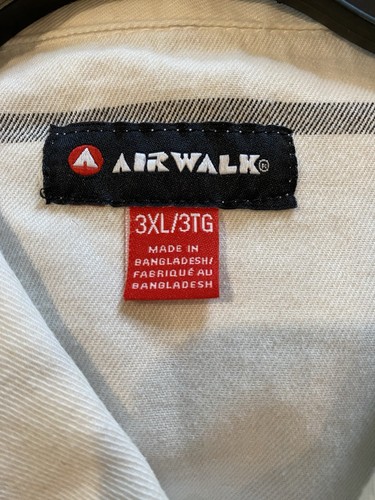 AIRWALK®
3XL/3TG
MADE IN
BANGLADESH/
FABRIQUÉ AU
BANGLADESH